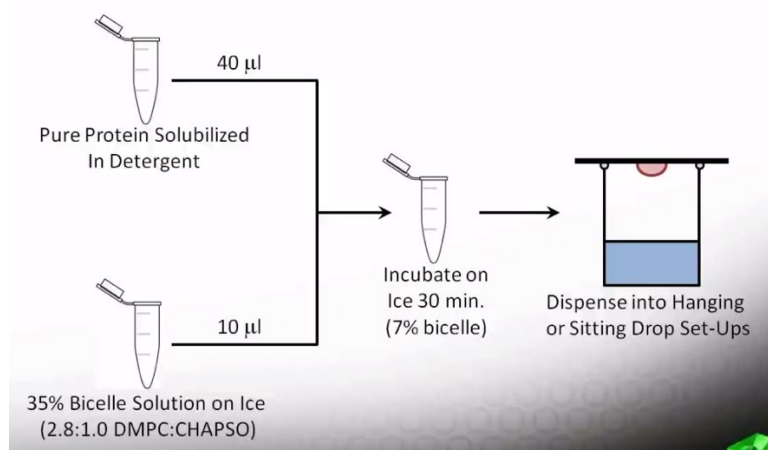 40 µl
Pure Protein Solubilized
In Detergent
10 µl
35% Bicelle Solution on Ice
(2.8:1.0 DMPC:CHAPSO)
Incubate on
Ice 30 min.
(7% bicelle)
Dispense into Hanging
or Sitting Drop Set-Ups